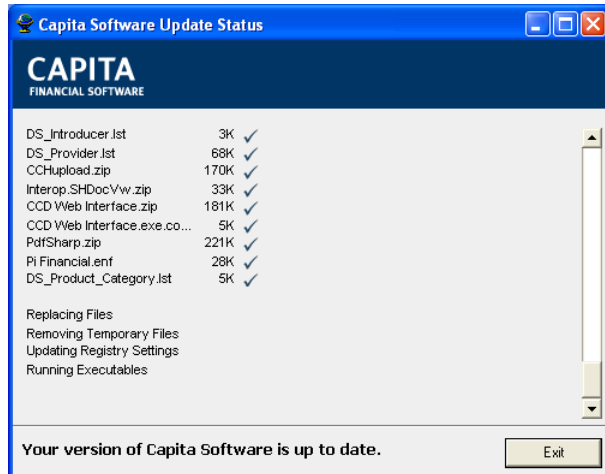 Capita Software Update Status
CAPITA
FINANCIAL SOFTWARE
DS_Introducer.lst 3K
DS_Provider.lst 68K
CCHupload.zip 170K
Interop.SHDocVw.zip 33K
CCD Web Interface.zip 181K
CCD Web Interface.exe.co... 5K
PdfSharp.zip 221K
Pi Financial.enf 28K
DS_Product_Category.lst 5K
Replacing Files
Removing Temporary Files
Updating Registry Settings
Running Executables
Your version of Capita Software is up to date.
Exit